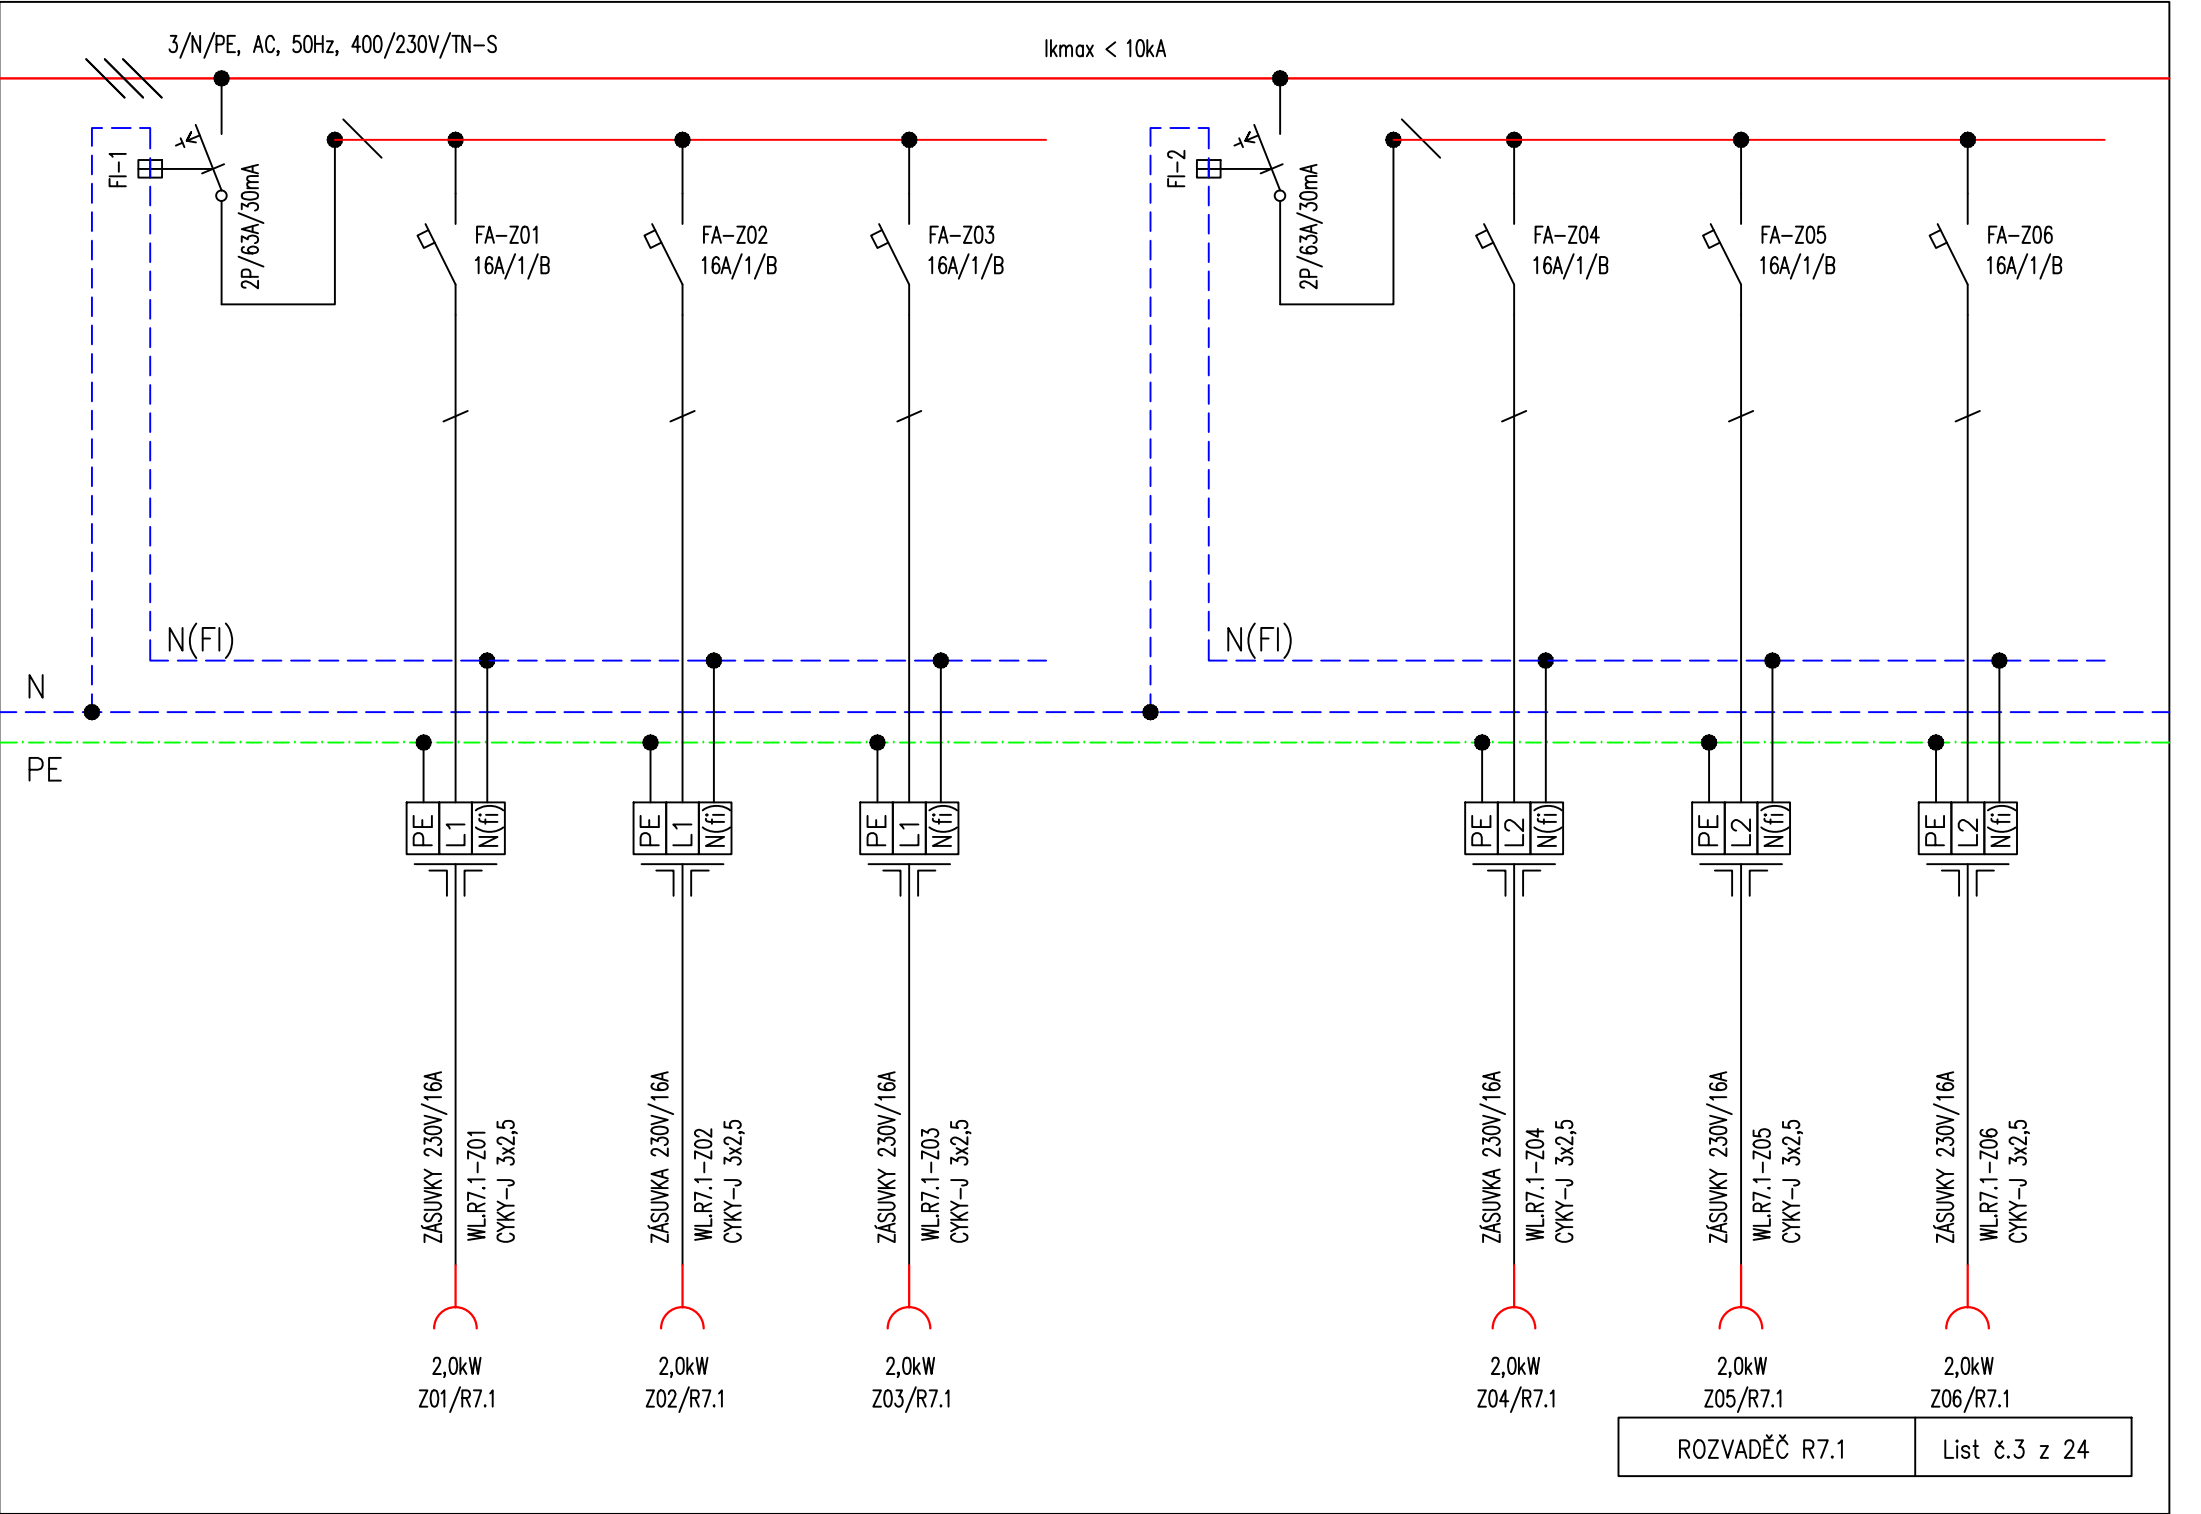 3/N/PE, AC, 50Hz, 400/230V/TN-S
Ikmax < 10kA
FI-1
2P/63A/30mA
FA-Z01
16A/1/B
FA-Z02
16A/1/B
FA-Z03
16A/1/B
FI-2
2P/63A/30mA
FA-Z04
16A/1/B
FA-Z05
16A/1/B
FA-Z06
16A/1/B
N(FI)
N(FI)
N
PE
PE L1 N(fi)
PE L1 N(fi)
PE L1 N(fi)
PE L2 N(fi)
PE L2 N(fi)
PE L2 N(fi)
ZÁSUVKY 230V/16A
WL.R7.1-Z01
CYKY-J 3x2,5
ZÁSUVKA 230V/16A
WL.R7.1-Z02
CYKY-J 3x2,5
ZÁSUVKY 230V/16A
WL.R7.1-Z03
CYKY-J 3x2,5
ZÁSUVKA 230V/16A
WL.R7.1-Z04
CYKY-J 3x2,5
ZÁSUVKY 230V/16A
WL.R7.1-Z05
CYKY-J 3x2,5
ZÁSUVKY 230V/16A
WL.R7.1-Z06
CYKY-J 3x2,5
2,0kW
Z01/R7.1
2,0kW
Z02/R7.1
2,0kW
Z03/R7.1
2,0kW
Z04/R7.1
2,0kW
Z05/R7.1
2,0kW
Z06/R7.1
ROZVADĚČ R7.1
List č.3 z 24